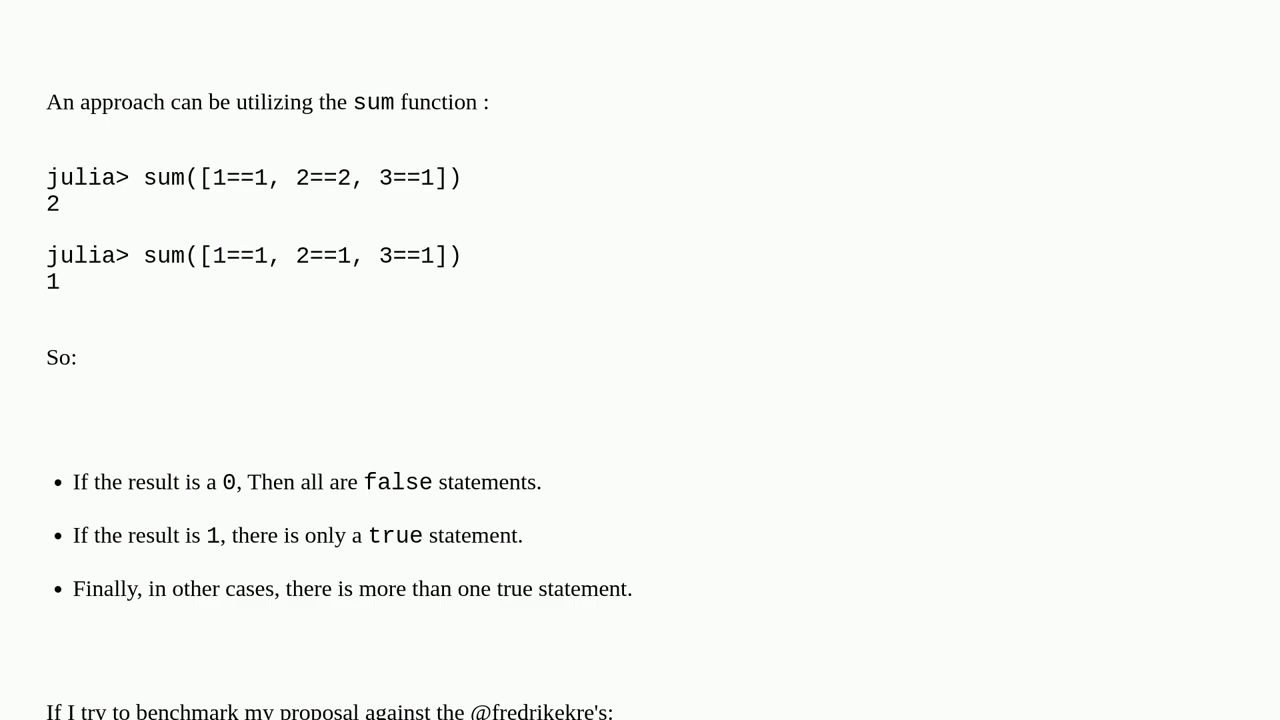 An approach can be utilizing the sum function :
julia> sum([1==1, 2==2, 3==1])
2
julia> sum([1==1, 2==1, 3==1])
1
So:
• If the result is a 0, Then all are false statements.
• If the result is 1, there is only a true statement.
• Finally, in other cases, there is more than one true statement.
If I try to benchmark my proposal against the @fredrikekre's: